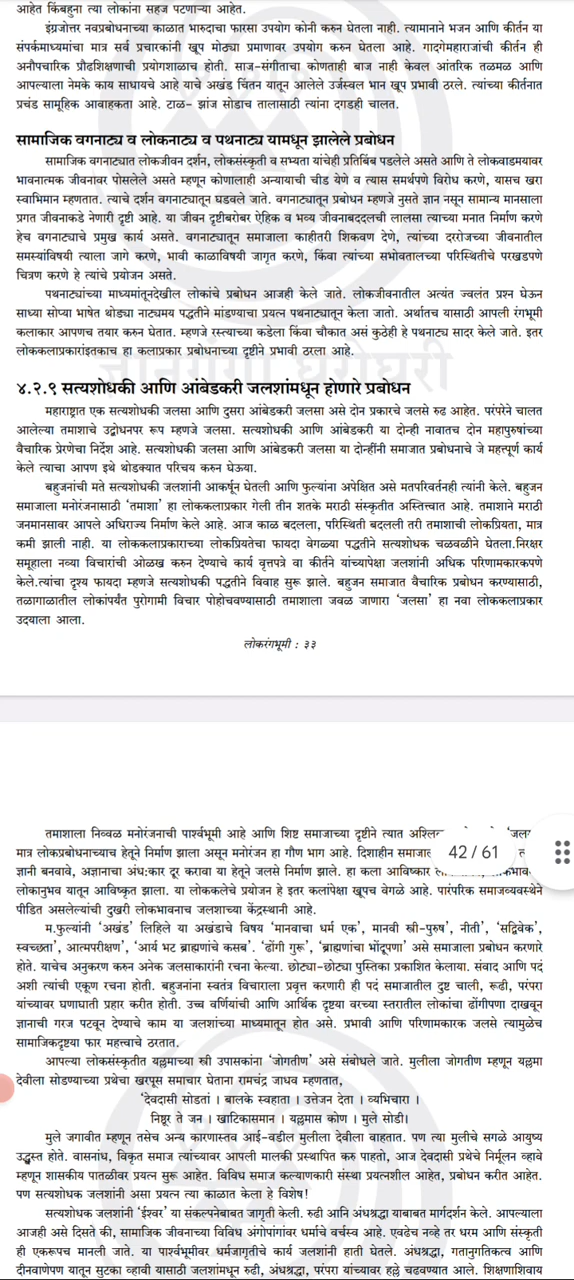 आहेत किंबहुना त्या लोकांना सहज पटणाऱ्या आहेत.
इंग्रजोत्तर नवप्रबोधनाच्या काळात भारुदाचा फारसा उपयोग कोनी करुन घेतला नाही. त्यामानाने भजन आणि कीर्तन या
संपर्कमाध्यमांचा मात्र सर्व प्रचारकांनी खूप मोठ्या प्रमाणावर उपयोग करुन घेतला आहे. गाडगेमहाराजांची कीर्तन ही
अनौपचारिक प्रौढशिक्षणाची प्रयोगशाळाच होती. साज-संगीताचा कोणताही बाज नाही केवल आंतरिक तळमळ आणि
आपल्याला नेमके काय साधायचे आहे याचे अखंड चिंतन यातून आलेले उर्जस्वल भान खूप प्रभावी ठरले. त्यांच्या कीर्तनात
प्रचंड सामूहिक आवाहकता आहे. टाळ- झांज सोडाच तालासाठी त्यांना दगडही चालत.
सामाजिक वगनाट्य व लोकनाट्य व पथनाट्य यामधून झालेले प्रबोधन
सामाजिक वगनाट्यात लोकजीवन दर्शन, लोकसंस्कृती व सभ्यता यांचेही प्रतिबिंब पडलेले असते आणि ते लोकवाडमयावर
भावनात्मक जीवनावर पोसलेले असते म्हणून कोणालाही अन्यायाची चीड येणे व त्यास समर्थपणे विरोध करणे, यासच खरा
स्वाभिमान म्हणतात. त्याचे दर्शन वगनाट्यातून घडवले जाते. वगनाट्यातून प्रबोधन म्हणजे नुसते ज्ञान नसून सामान्य मानसाला
प्रगत जीवनाकडे नेणारी दृष्टी आहे. या जीवन दृष्टीबरोबर ऐहिक व भव्य जीवनाबददलची लालसा त्याच्या मनात निर्माण करणे
हेच वगनाट्याचे प्रमुख कार्य असते. वगनाट्यातून समाजाला काहीतरी शिकवण देणे, त्यांच्या दररोजच्या जीवनातील
समस्यांविषयी त्याला जागे करणे, भावी काळाविषयी जागृत करणे, किंवा त्यांच्या सभोवतालच्या परिस्थितीचे परखडपणे
चित्रण करणे हे त्यांचे प्रयोजन असते.
पथनाट्यांच्या माध्यमांतूनदेखील लोकांचे प्रबोधन आजही केले जाते. लोकजीवनातील अत्यंत ज्वलंत प्रश्न घेऊन
साध्या सोप्या भाषेत थोड्या नाट्यमय पद्धतीने मांडण्याचा प्रयत्न पथनाट्यातून केला जातो. अर्थातच यासाठी आपली रंगभूमी
कलाकार आपणच तयार करुन घेतात. म्हणजे रस्त्याच्या कडेला किंवा चौकात असं कुठेही हे पथनाट्य सादर केले जाते. इतर
लोककलाप्रकारांइतकाच हा कलाप्रकार प्रबोधनाच्या दृष्टीने प्रभावी ठरला आहे.
ज्ञानगंगा घरोघरी
४.२.९ सत्यशोधकी आणि आंबेडकरी जलशांमधून होणारे प्रबोधन
महाराष्ट्रात एक सत्यशोधकी जलसा आणि दुसरा आंबेडकरी जलसा असे दोन प्रकारचे जलसे रुढ आहेत. परंपरेने चालत
आलेल्या तमाशाचे उद्बोधनपर रूप म्हणजे जलसा. सत्यशोधकी आणि आंबेडकरी या दोन्ही नावातच दोन महापुरुषांच्या
वैचारिक प्रेरणेचा निर्देश आहे. सत्यशोधकी जलसा आणि आंबेडकरी जलसा या दोन्हींनी समाजात प्रबोधनाचे जे महत्त्पूर्ण कार्य
केले त्याचा आपण इथे थोडक्यात परिचय करुन घेऊया.
बहुजनांची मते सत्यशोधकी जलशांनी आकर्षून घेतली आणि फुल्यांना अपेक्षित असे मतपरिवर्तनही त्यांनी केले. बहुजन
समाजाला मनोरंजनासाठी 'तमाशा' हा लोककलाप्रकार गेली तीन शतके मराठी संस्कृतीत अस्तित्त्वात आहे. तमाशाने मराठी
जनमानसावर आपले अधिराज्य निर्माण केले आहे. आज काळ बदलला, परिस्थिती बदलली तरी तमाशाची लोकप्रियता, मात्र
कमी झाली नाही. या लोककलाप्रकाराच्या लोकप्रियतेचा फायदा वेगळ्या पद्धतीने सत्यशोधक चळवळीने घेतला.निरक्षर
समूहाला नव्या विचारांची ओळख करुन देण्याचे कार्य वृत्तपत्रे वा कीर्तने यांच्यापेक्षा जलशांनी अधिक परिणामकारकपणे
केले.त्यांचा दृश्य फायदा म्हणजे सत्यशोधकी पद्धतीने विवाह सुरू झाले. बहुजन समाजात वैचारिक प्रबोधन करण्यासाठी,
तळागाळातील लोकांपर्यंत पुरोगामी विचार पोहोचवण्यासाठी तमाशाला जवळ जाणारा 'जलसा' हा नवा लोककलाप्रकार
उदयाला आला.
लोकरंगभूमी : ३३
तमाशाला निव्वळ मनोरंजनाची पार्श्वभूमी आहे आणि शिष्ट समाजाच्या दृष्टीने त्यात
मात्र लोकप्रबोधनाच्याच हेतूने निर्माण झाला असून मनोरंजन हा गौण भाग आहे. दिशाहीन
42 / 61
ज्ञानी बनवावे, अज्ञानाचा अंध:कार दूर करावा या हेतूने जलसे निर्माण झाले. हा कला आविष्कार
लोकानुभव यातून आविष्कृत झाला. या लोककलेचे प्रयोजन हे इतर कलांपेक्षा खूपच वेगळे आहे. पारंपरिक समाजव्यवस्थेने
पीडित असलेल्यांची दुखरी लोकभावनाच जलशाच्या केंद्रस्थानी आहे.
म.फुल्यांनी 'अखंड' लिहिले या अखंडाचे विषय 'मानवाचा धर्म एक', मानवी स्त्री-पुरुष', नीती', 'सद्विवेक',
स्वच्छता', आत्मपरीक्षण', 'आर्य भट ब्राह्मणांचे कसब'. 'ढोंगी गुरू', 'ब्राह्मणांचा भोंदूपणा' असे समाजाला प्रबोधन करणारे
होते. याचेच अनुकरण करुन अनेक जलसाकारांनी रचना केल्या. छोट्या-छोट्या पुस्तिका प्रकाशित केलाया. संवाद आणि पदं
अशी त्यांची एकूण रचना होती. बहुजनांना स्वतंत्र विचाराला प्रवृत्त करणारी ही पदं समाजातील दुष्ट चाली, रूढी, परंपरा
यांच्यावर घणाघाती प्रहार करीत होती. उच्च वर्णियांची आणि आर्थिक दृष्टया वरच्या स्तरातील लोकांचा ढोंगीपणा दाखवून
ज्ञानाची गरज पटवून देण्याचे काम या जलशांच्या माध्यमातून होत असे. प्रभावी आणि परिणामकारक जलसे त्यामुळेच
सामाजिकदृष्टया फार महत्त्वाचे ठरतात.
आपल्या लोकसंस्कृतीत यल्लमाच्या स्त्री उपासकांना 'जोगतीण' असे संबोधले जाते. मुलीला जोगतीण म्हणून यल्लमा
देवीला सोडण्याच्या प्रथेचा खरपूस समाचार घेताना रामचंद्र जाधव म्हणतात,
'देवदासी सोडतां । बालके स्वहाता । उत्तेजन देता । व्यभिचारा ।
निष्ठूर ते जन । खाटिकासमान । यल्लमास कोण । मुले सोडी।
मुले जगावीत म्हणून तसेच अन्य कारणास्तव आई-वडील मुलीला देवीला वाहतात. पण त्या मुलीचे सगळे आयुष्य
उद्ध्वस्त होते. वासनांध, विकृत समाज त्यांच्यावर आपली मालकी प्रस्थापित करु पाहतो, आज देवदासी प्रथेचे निर्मूलन व्हावे
म्हणून शासकीय पातळीवर प्रयत्न सुरू आहेत. विविध समाज कल्याणकारी संस्था प्रयत्नशील आहेत, प्रबोधन करीत आहेत.
पण सत्यशोधक जलशांनी असा प्रयत्न त्या काळात केला हे विशेष!
सत्यशोधक जलशांनी 'ईश्वर' या संकल्पनेबाबत जागृती केली. रुढी आनि अंधश्रद्धा याबाबत मार्गदर्शन केले. आपल्याला
आजही असे दिसते की, सामाजिक जीवनाच्या विविध अंगोपांगांवर धर्माचे वर्चस्व आहे. एवढेच नव्हे तर धरम आणि संस्कृती
ही एकरूपच मानली जाते. या पार्श्वभूमीवर धर्मजागृतीचे कार्य जलशांनी हाती घेतले. अंधश्रद्धा, गतानुगतिकत्व आणि
दीनवाणेपण यातून सुटका व्हावी यासाठी जलशांमधून रुढी, अंधश्रद्धा, परंपरा यांच्यावर हल्ले चढवण्यात आले. शिक्षणाशिवाय